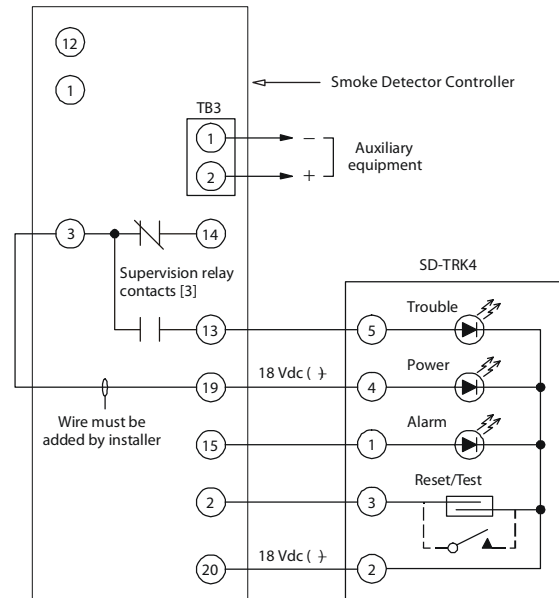 12
1
Smoke Detector Controller
TB3
1
−
Auxiliary
equipment
2
+
3
14
SD-TRK4
Supervision relay
contacts [3]
Trouble
13
5
Power
19
18 Vdc (+)
4
Wire must be
added by installer
Alarm
15
1
Reset/Test
2
3
20
18 Vdc (
)
2